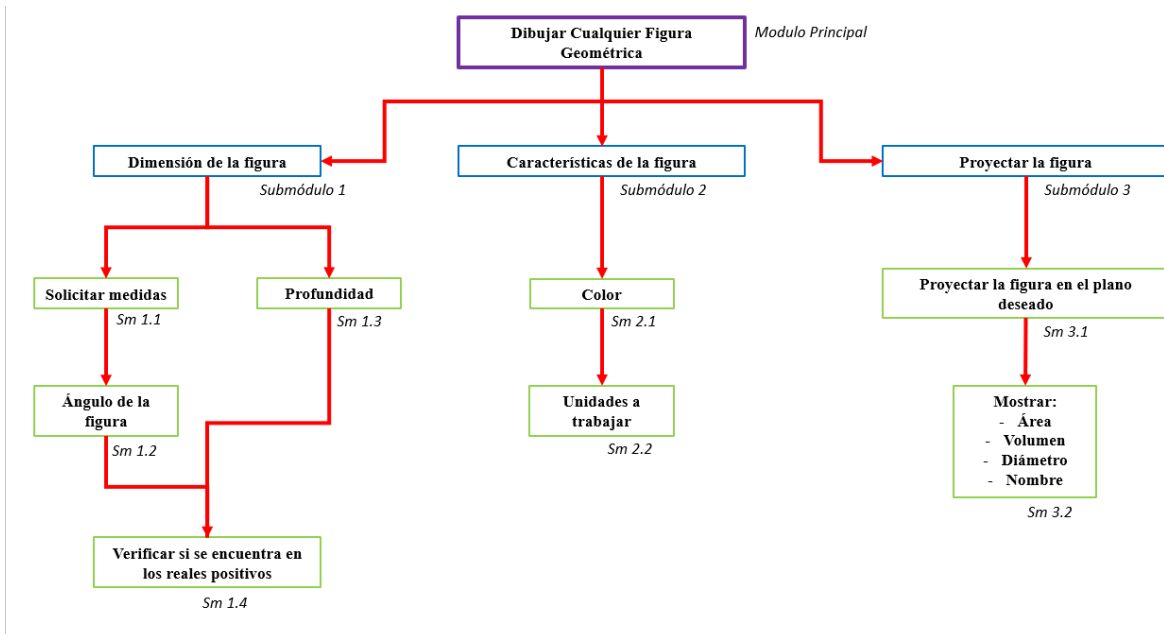 Dibujar Cualquier Figura
Geométrica
Modulo Principal
Dimensión de la figura
Submódulo 1
Características de la figura
Submódulo 2
Proyectar la figura
Submódulo 3
Solicitar medidas
Sm 1.1
Profundidad
Sm 1.3
Color
Sm 2.1
Proyectar la figura en el plano
deseado
Sm 3.1
Ángulo de la
figura
Sm 1.2
Unidades a
trabajar
Sm 2.2
Mostrar:
- Área
- Volumen
- Diámetro
- Nombre
Sm 3.2
Verificar si se encuentra en
los reales positivos
Sm 1.4